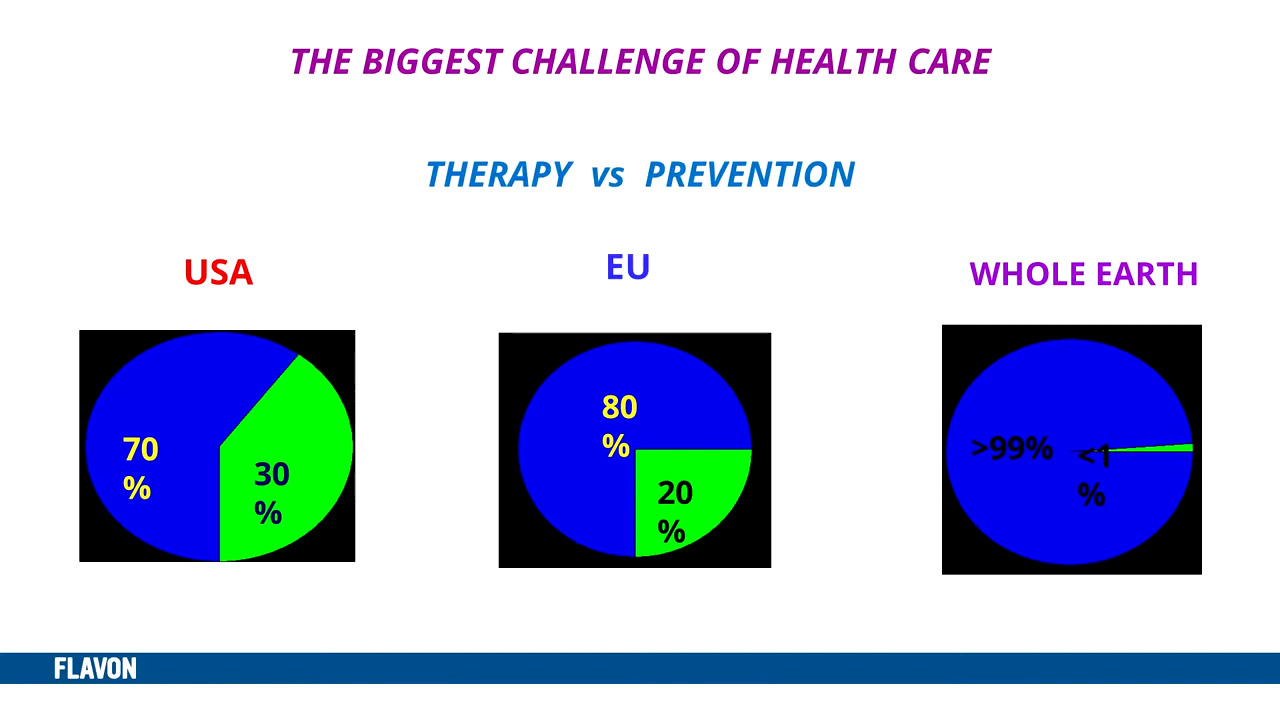 THE BIGGEST CHALLENGE OF HEALTH CARE
THERAPY vs PREVENTION
USA
EU
WHOLE EARTH
70
%
30
%
80
%
20
%
>99%
<1
%
FLAVON